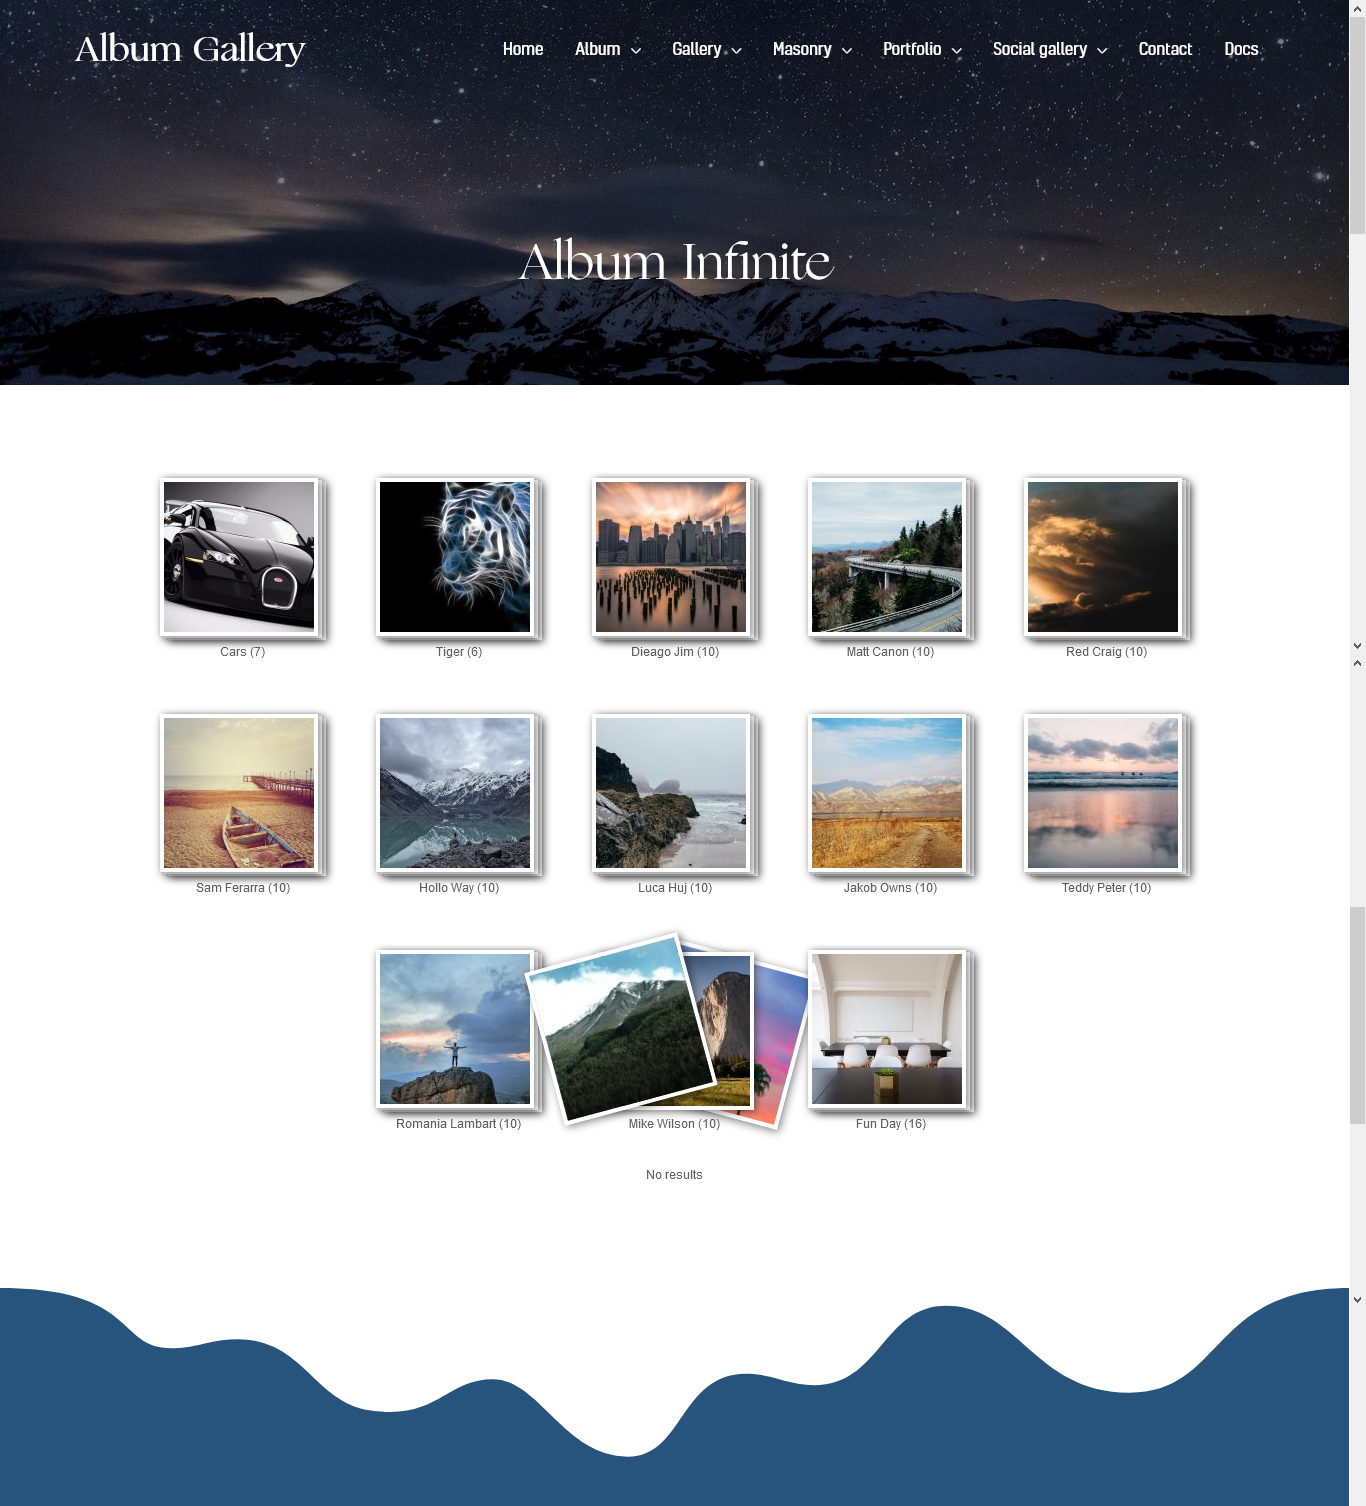 Album Gallery
Home Album Gallery Masonry Portfolio Social gallery Contact Docs
Album Infinite
Cars (7) Tiger (6) Dieago Jim (10) Matt Canon (10) Red Craig (10)
Sam Ferarra (10) Hollo Way (10) Luca Huj (10) Jakob Owns (10) Teddy Peter (10)
Romania Lambart (10) Mike Wilson (10) Fun Day (16)
No results